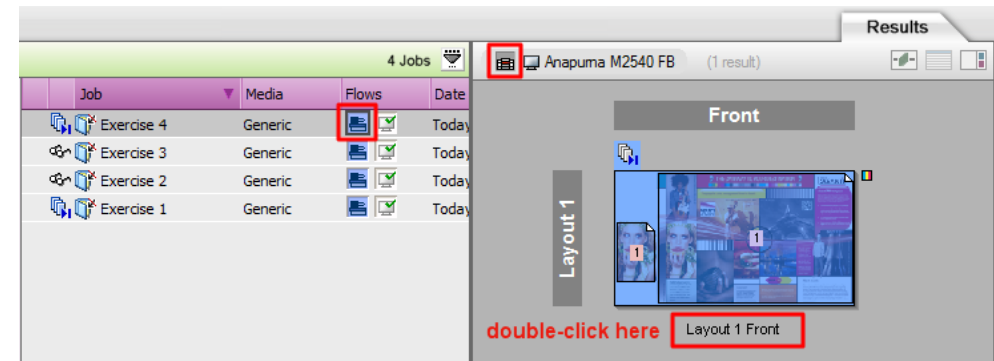 Results
4 Jobs
Anapurna M2540 FB (1 result)
Job Media Flows Date
Exercise 4 Generic Today
Exercise 3 Generic Today
Exercise 2 Generic Today
Exercise 1 Generic Today
Front
Layout 1
1
1
double-click here Layout 1 Front